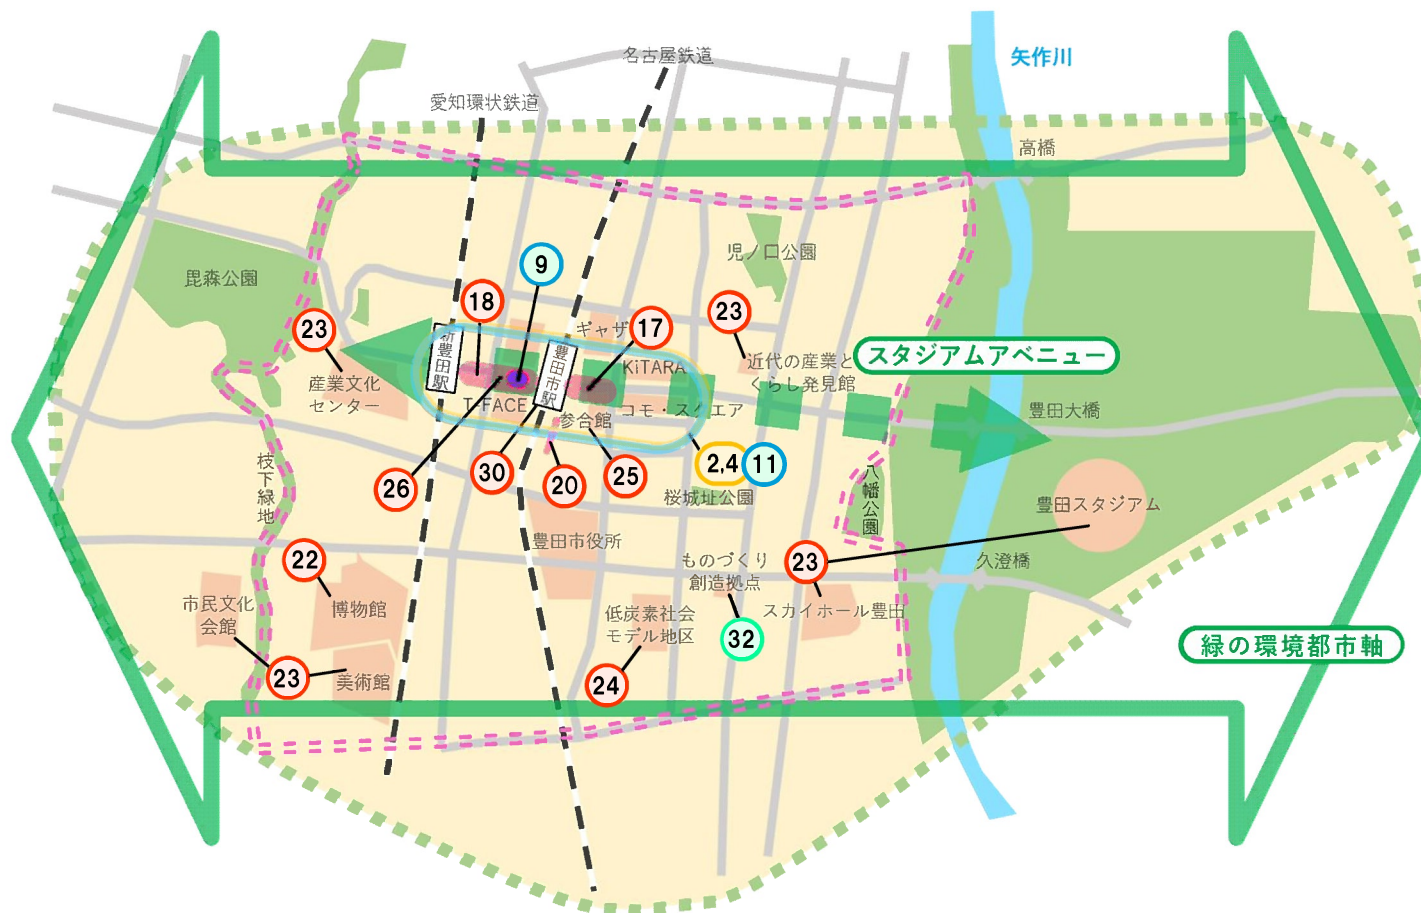 名古屋鉄道
矢作川
愛知環状鉄道
高橋
児ノ口公園
毘森公園
9
18
23
ギャザ
17
23
新豊田駅
豊田市駅
KiTARA
近代の産業と
くらし発見館
スタジアムアベニュー
産業文化
センター
T-FACE
参合館
コモ・スクエア
豊田大橋
26
30
20
25
2,4
11
桜城址公園
八幡公園
豊田スタジアム
枝下緑地
豊田市役所
22
博物館
ものづくり
創造拠点
23
久澄橋
スカイホール豊田
市民文化
会館
低炭素社会
モデル地区
32
緑の環境都市軸
23
美術館
24